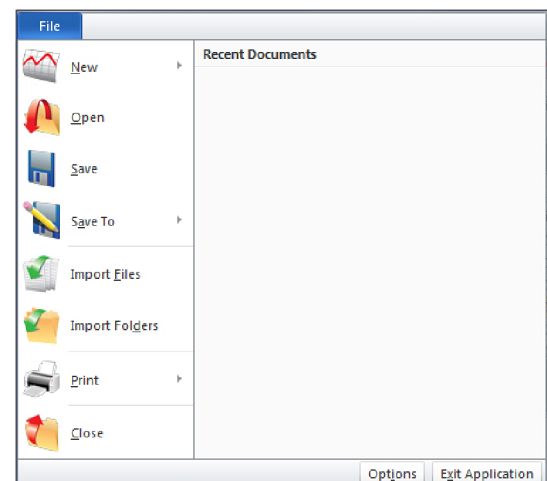 File
New
Recent Documents
Open
Save
Save To
Import Files
Import Folders
Print
Close
Options
Exit Application